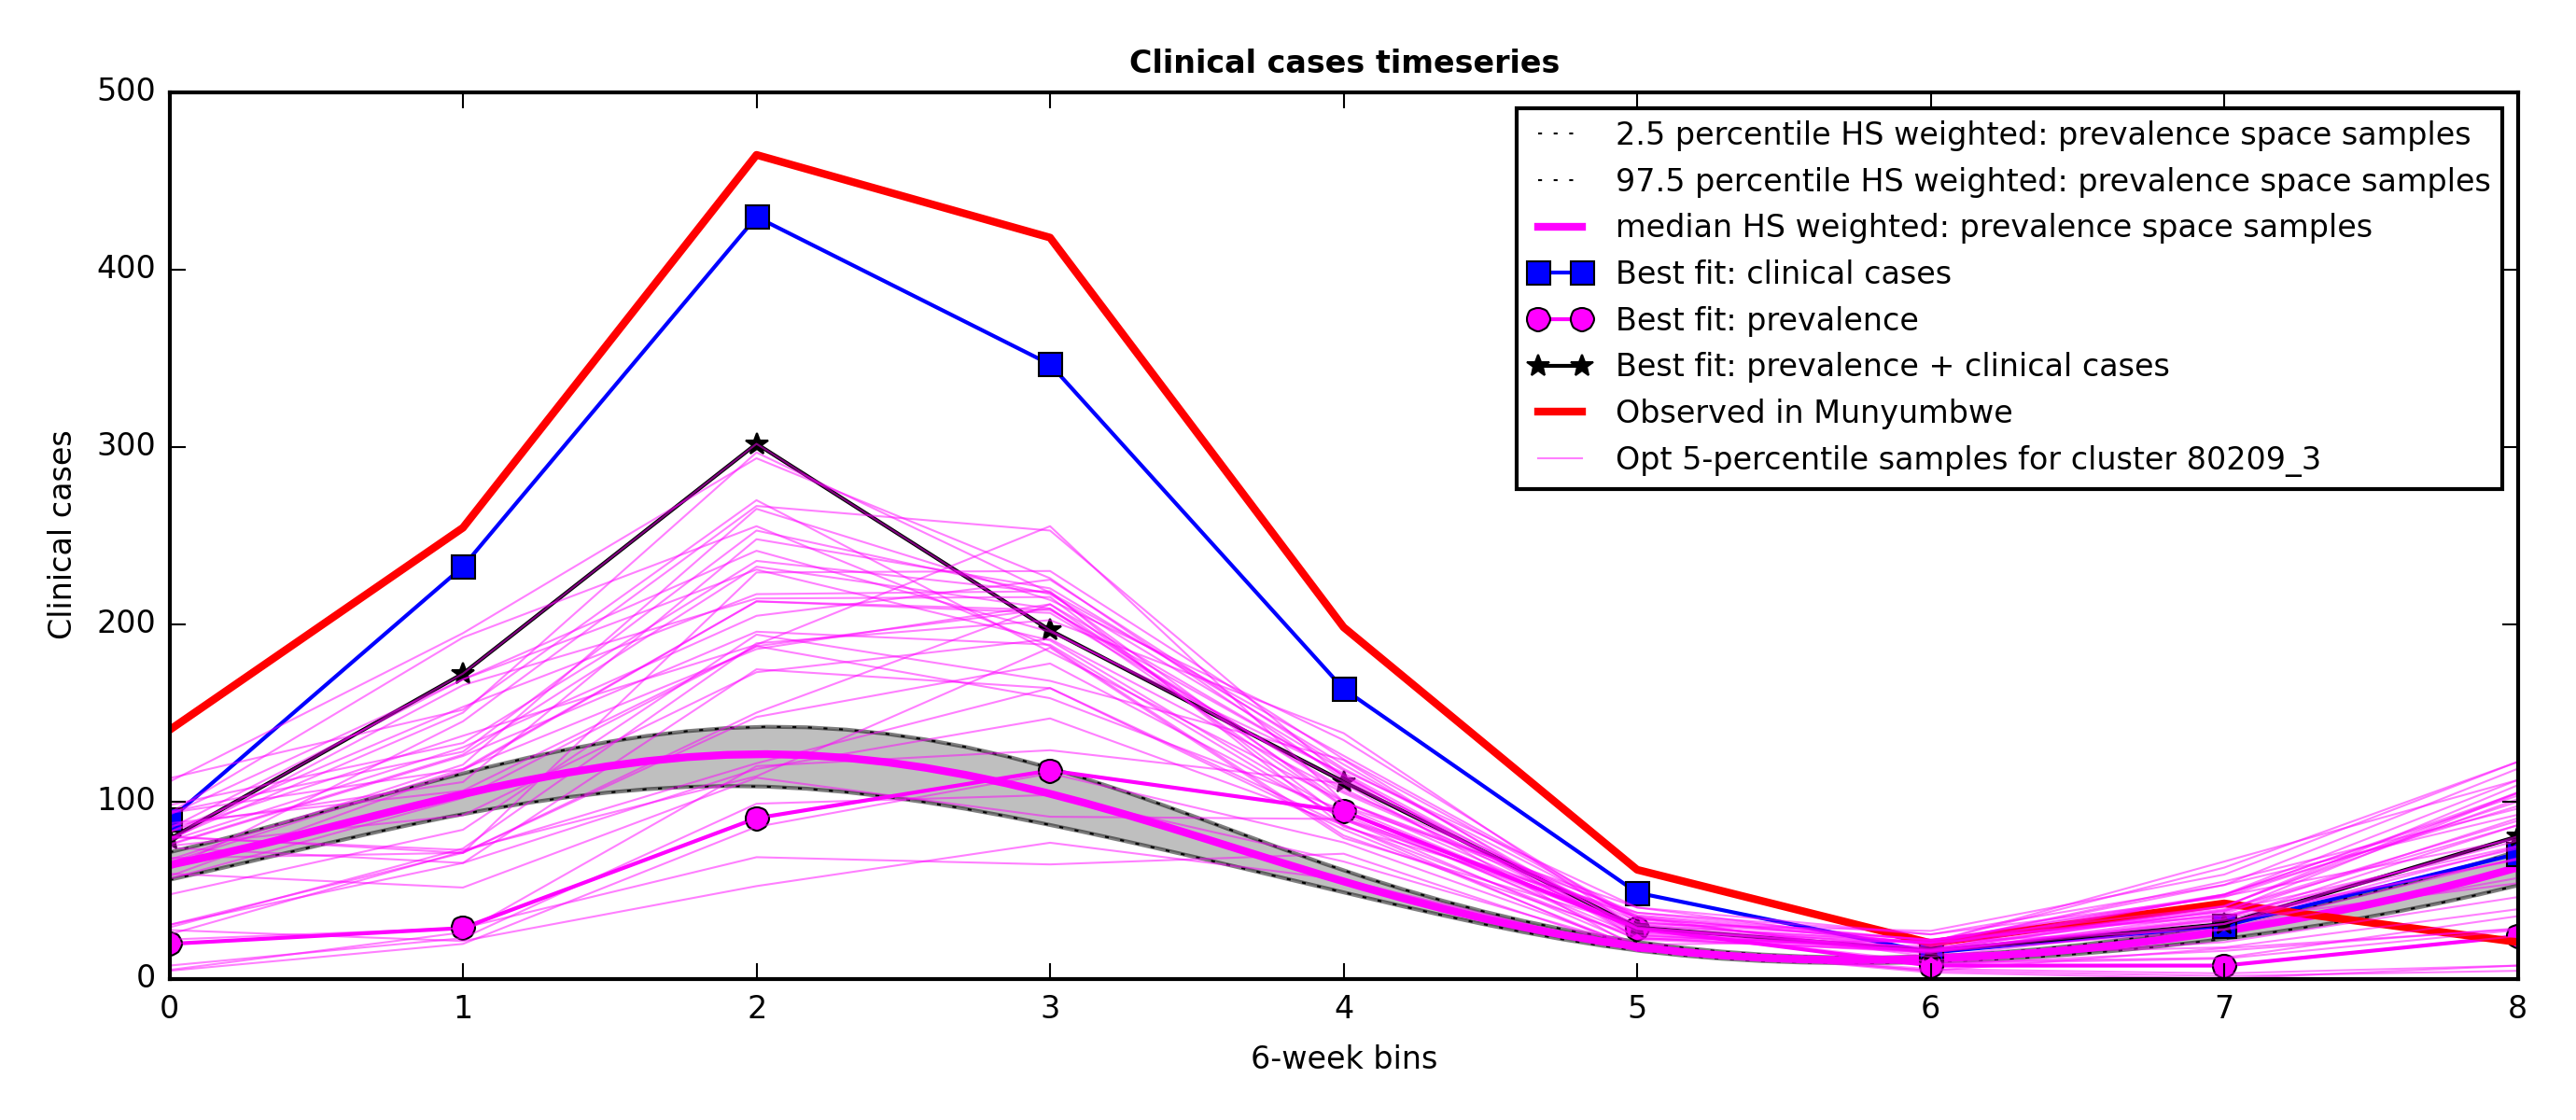 Clinical cases timeseries
500
400
300
200
100
0
Clinical cases
2.5 percentile HS weighted: prevalence space samples
97.5 percentile HS weighted: prevalence space samples
median HS weighted: prevalence space samples
Best fit: clinical cases
Best fit: prevalence
Best fit: prevalence + clinical cases
Observed in Munyumbwe
Opt 5-percentile samples for cluster 80209_3
0 1 2 3 4 5 6 7 8
6-week bins